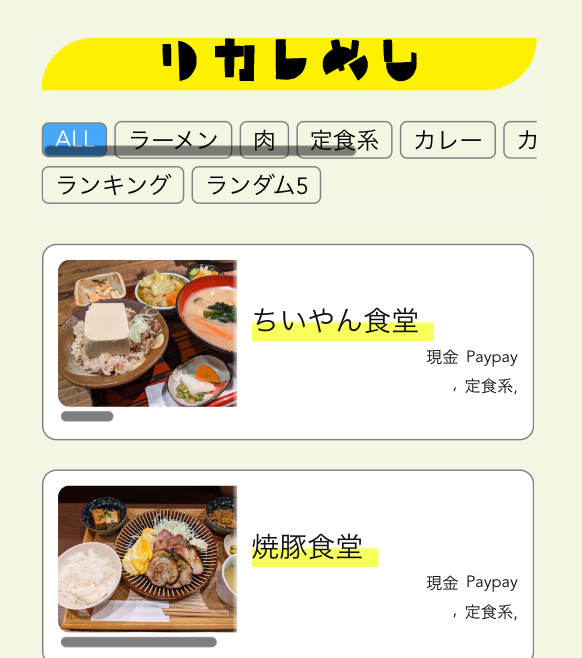 リカしめし
ALL ラーメン 肉 定食系 カレー カ
ランキング ランダム5
ちいやん食堂
現金 Paypay
, 定食系,
焼豚食堂
現金 Paypay
, 定食系,